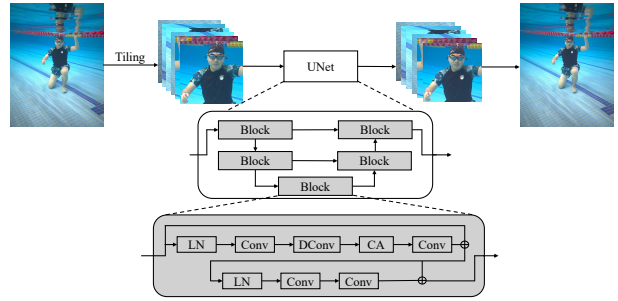 Tiling
UNet
Block
Block
Block
Block
Block
LN
Conv
DConv
CA
Conv
LN
Conv
Conv